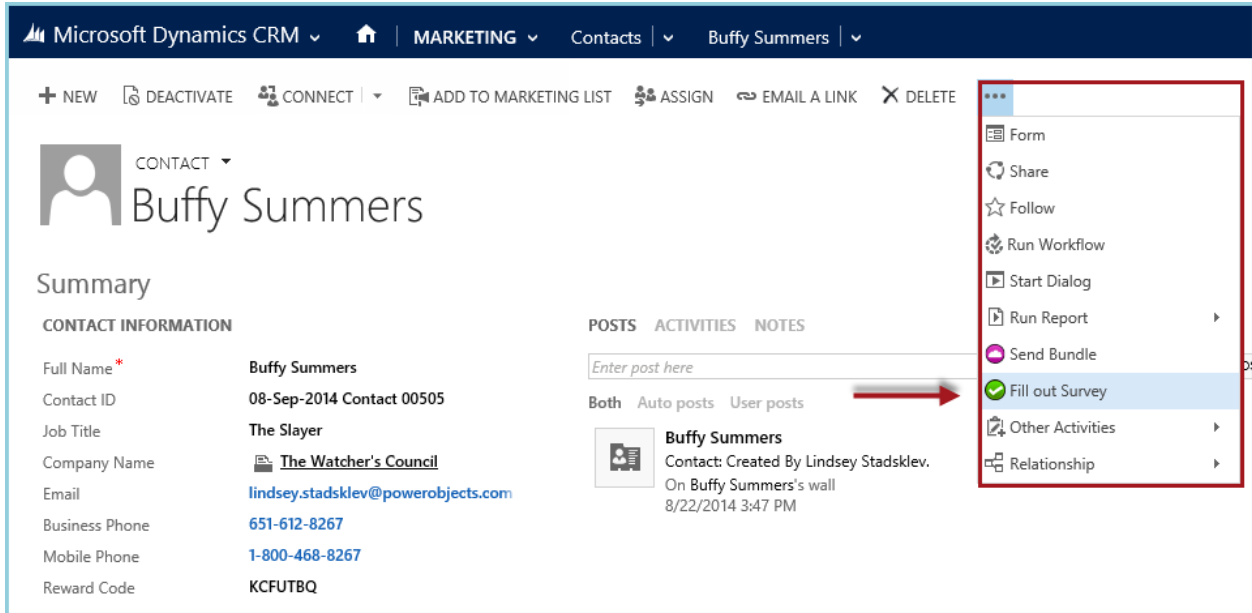 Microsoft Dynamics CRM MARKETING Contacts Buffy Summers
NEW DEACTIVATE CONNECT ADD TO MARKETING LIST ASSIGN EMAIL A LINK DELETE ...
CONTACT
Buffy Summers
Summary
CONTACT INFORMATION
Full Name* Buffy Summers
Contact ID 08-Sep-2014 Contact 00505
Job Title The Slayer
Company Name The Watcher's Council
Email lindsey.stadsklev@powerobjects.com
Business Phone 651-612-8267
Mobile Phone 1-800-468-8267
Reward Code KCFUTBQ
POSTS ACTIVITIES NOTES
Enter post here
Both Auto posts User posts
Buffy Summers
Contact: Created By Lindsey Stadsklev.
On Buffy Summers's wall
8/22/2014 3:47 PM
Form
Share
Follow
Run Workflow
Start Dialog
Run Report
Send Bundle
Fill out Survey
Other Activities
Relationship